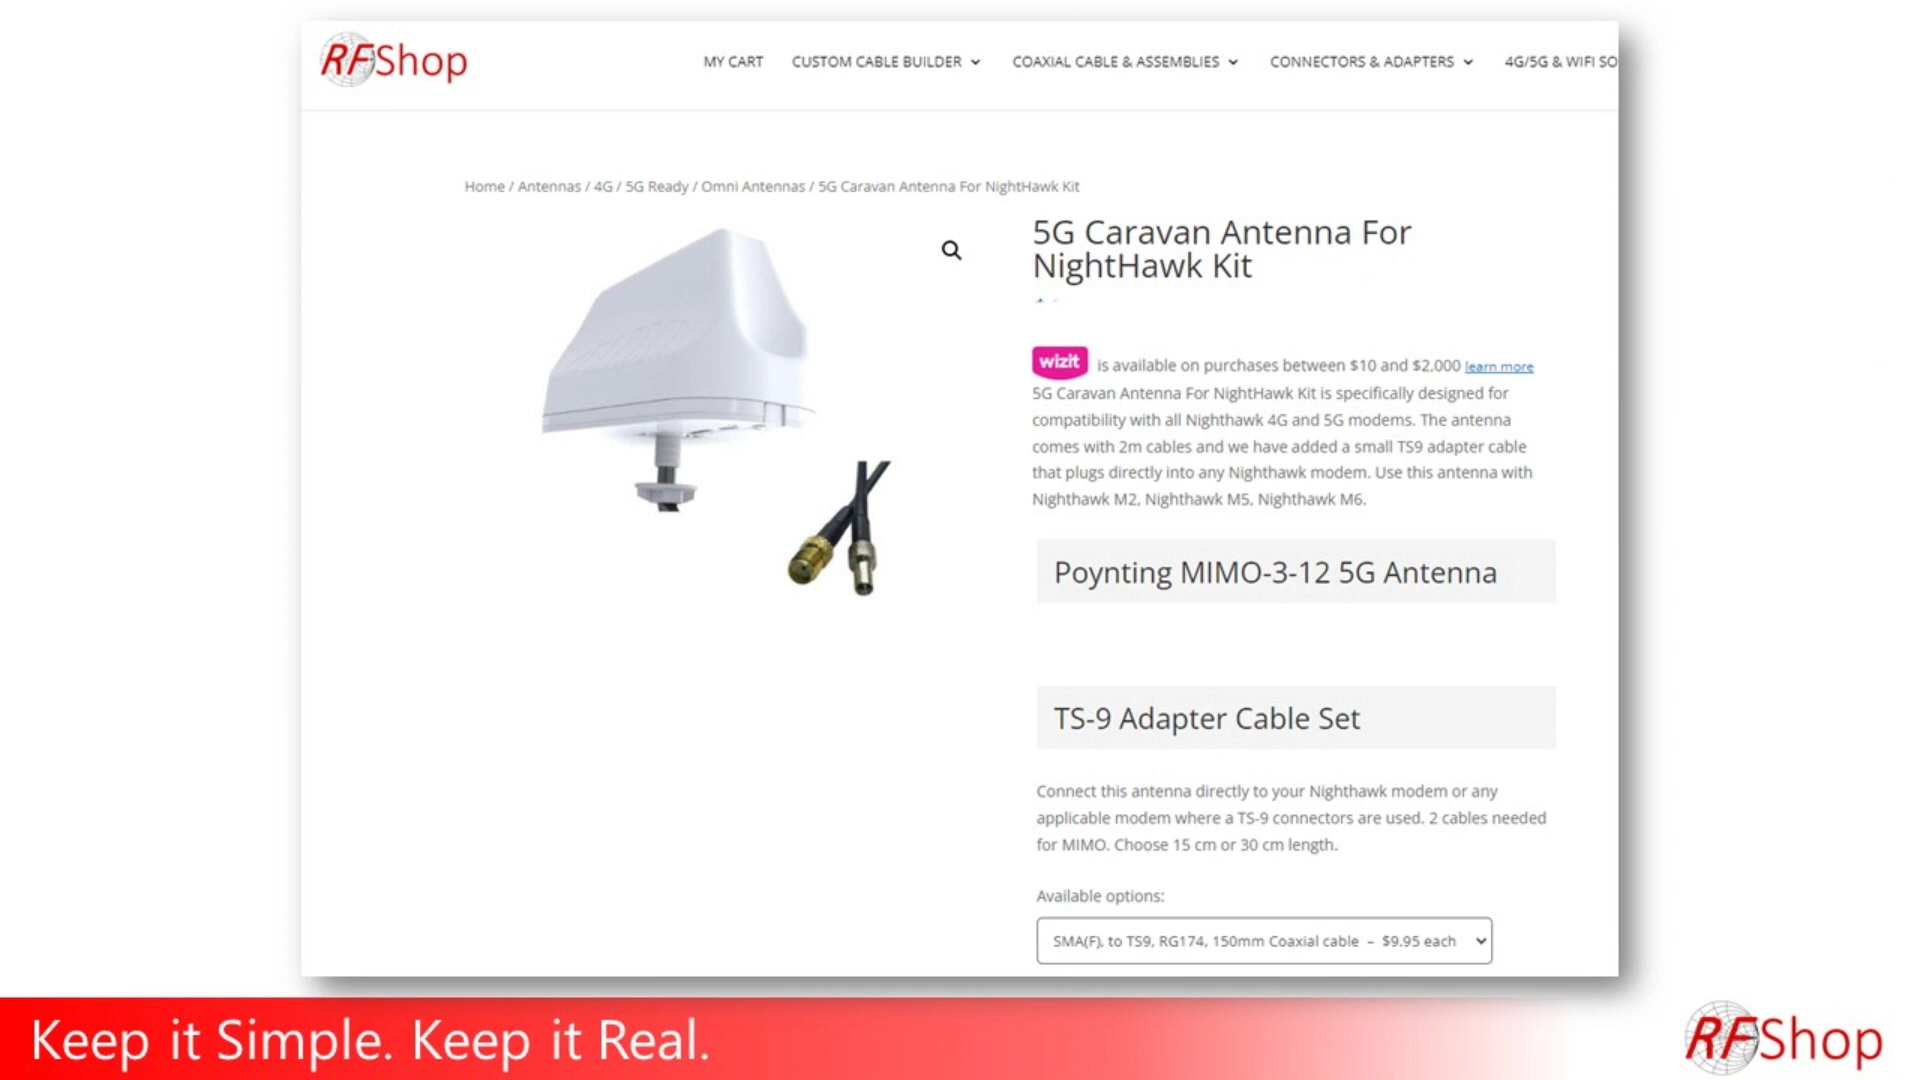 RFShop
MY CART
CUSTOM CABLE BUILDER
COAXIAL CABLE & ASSEMBLIES
CONNECTORS & ADAPTERS
4G/5G & WIFI SO
Home / Antennas / 4G / 5G Ready / Omni Antennas / 5G Caravan Antenna For NightHawk Kit
5G Caravan Antenna For
NightHawk Kit
wizit is available on purchases between $10 and $2,000 learn more
5G Caravan Antenna For NightHawk Kit is specifically designed for
compatibility with all Nighthawk 4G and 5G modems. The antenna
comes with 2m cables and we have added a small TS9 adapter cable
that plugs directly into any Nighthawk modem. Use this antenna with
Nighthawk M2, Nighthawk M5, Nighthawk M6.
Poynting MIMO-3-12 5G Antenna
TS-9 Adapter Cable Set
Connect this antenna directly to your Nighthawk modem or any
applicable modem where a TS-9 connectors are used. 2 cables needed
for MIMO. Choose 15 cm or 30 cm length.
Available options:
SMA(F), to TS9, RG174, 150mm Coaxial cable – $9.95 each
Keep it Simple. Keep it Real.
RFShop